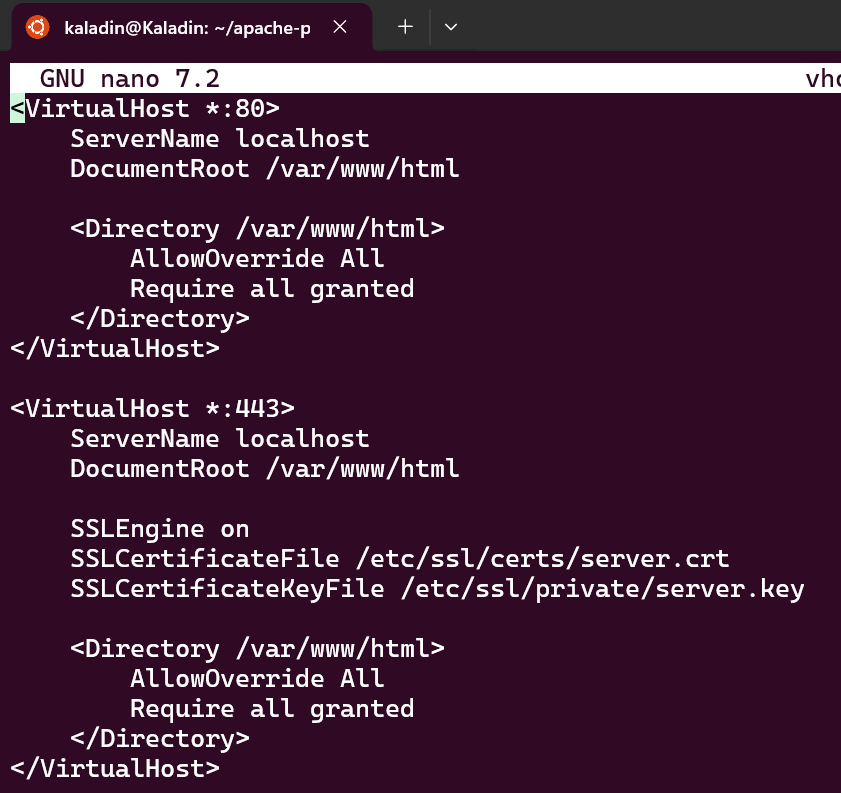 kaladin@Kaladin: ~/apache-p
GNU nano 7.2 vho
<VirtualHost *:80>
    ServerName localhost
    DocumentRoot /var/www/html

    <Directory /var/www/html>
        AllowOverride All
        Require all granted
    </Directory>
</VirtualHost>

<VirtualHost *:443>
    ServerName localhost
    DocumentRoot /var/www/html

    SSLEngine on
    SSLCertificateFile /etc/ssl/certs/server.crt
    SSLCertificateKeyFile /etc/ssl/private/server.key

    <Directory /var/www/html>
        AllowOverride All
        Require all granted
    </Directory>
</VirtualHost>